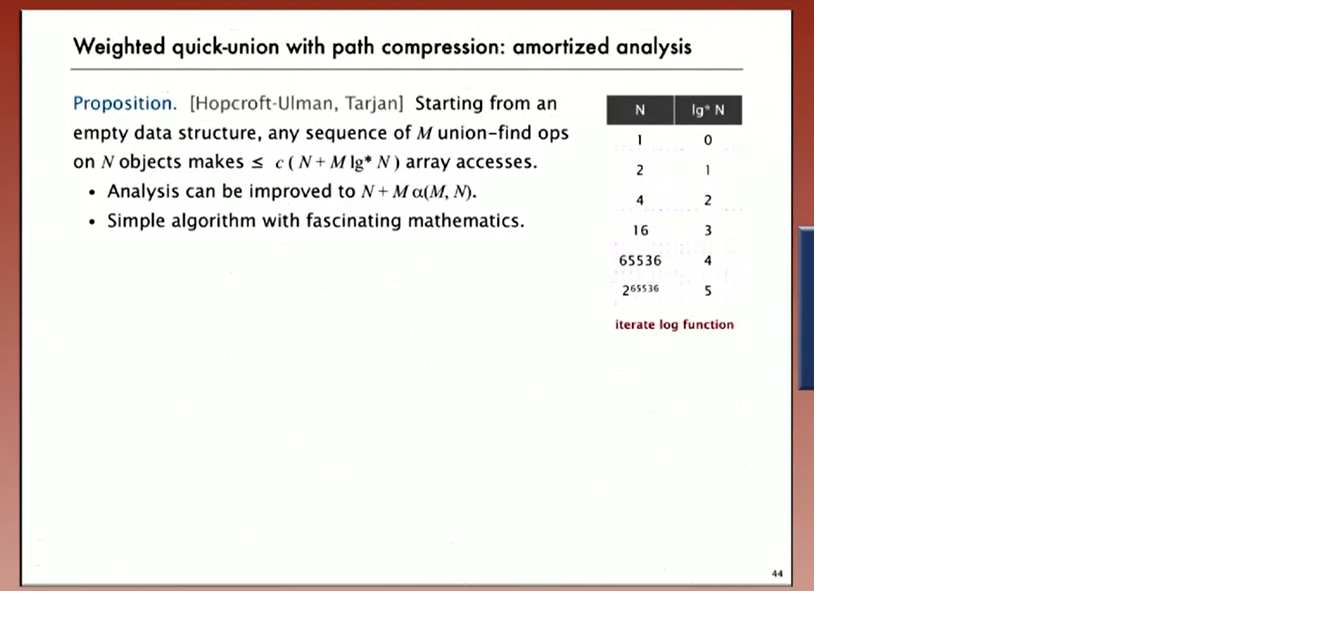 Weighted quick-union with path compression: amortized analysis
Proposition. [Hopcroft-Ulman, Tarjan] Starting from an
empty data structure, any sequence of M union-find ops
on N objects makes ≤ c ( N + M lg* N ) array accesses.
• Analysis can be improved to N + M α(M, N).
• Simple algorithm with fascinating mathematics.
N lg* N
1 0
2 1
4 2
16 3
65536 4
2^65536 5
iterate log function
44